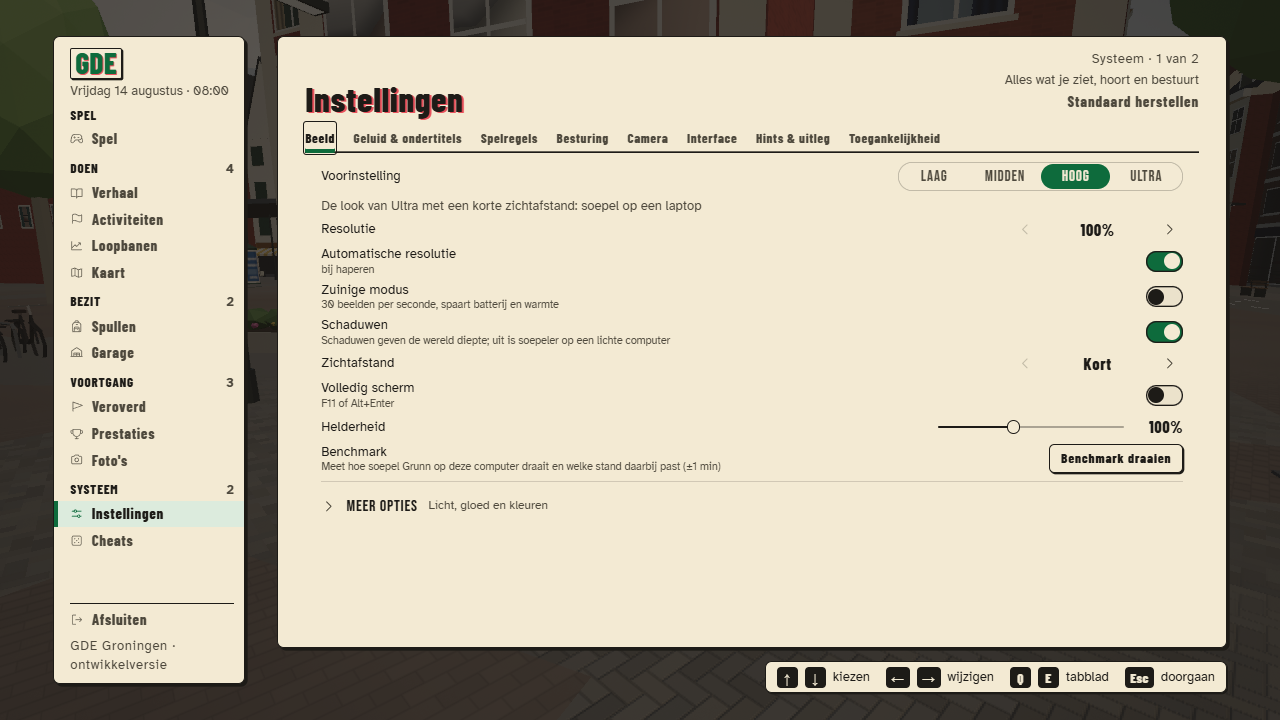 GDE
Vrijdag 14 augustus · 08:00
SPEL
Spel
DOEN 4
Verhaal
Activiteiten
Loopbanen
Kaart
BEZIT 2
Spullen
Garage
VOORTGANG 3
Veroverd
Prestaties
Foto's
SYSTEEM 2
Instellingen
Cheats
Afsluiten
GDE Groningen ·
ontwikkelversie
Systeem · 1 van 2
Alles wat je ziet, hoort en bestuurt
Standaard herstellen
Instellingen
Beeld Geluid & ondertitels Spelregels Besturing Camera Interface Hints & uitleg Toegankelijkheid
Voorinstelling LAAG MIDDEN HOOG ULTRA
De look van Ultra met een korte zichtafstand: soepel op een laptop
Resolutie 100%
Automatische resolutie
bij haperen
Zuinige modus
30 beelden per seconde, spaart batterij en warmte
Schaduwen
Schaduwen geven de wereld diepte; uit is soepeler op een lichte computer
Zichtafstand Kort
Volledig scherm
F11 of Alt+Enter
Helderheid 100%
Benchmark
Meet hoe soepel Grunn op deze computer draait en welke stand daarbij past (±1 min)
Benchmark draaien
MEER OPTIES Licht, gloed en kleuren
↑ ↓ kiezen ← → wijzigen Q E tabblad Esc doorgaan